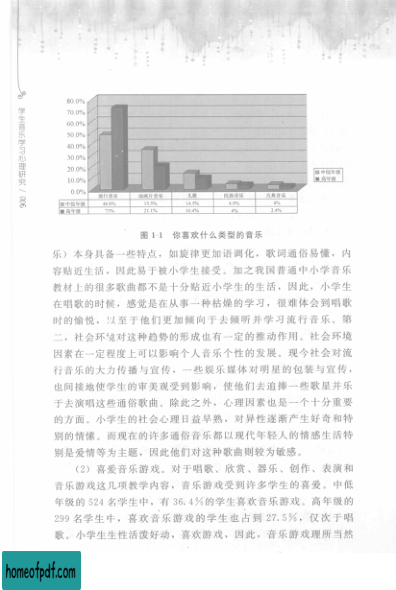 学生音乐学习心理研究 / 006
80.0%
70.0%
60.0%
50.0%
40.0%
30.0%
20.0%
10.0%
0.0%
流行音乐
儿歌
民族音乐
古典音乐
中低年级
高年级
中低年级
高年级
图 1-1 你喜欢什么类型的音乐
乐）本身具备一些特点，如旋律更加语调化，歌词通俗易懂，内
容贴近生活，因此易于被小学生接受。加之我国普通中小学音乐
教材上的很多歌曲都不是十分贴近小学生的生活，因此，小学生
在唱歌的时候，感觉是在从事一种枯燥的学习，很难体会到唱歌
时的愉悦，以至于他们更加倾向于去倾听并学习流行音乐。第
二，社会环境对这种趋势的形成也有一定的推动作用。社会环境
因素在一定程度上可以影响个人音乐个性的发展。现今社会对流
行音乐的大力传播与宣传，一些娱乐媒体对明星的包装与宣传，
也间接地使学生的审美观受到影响，使他们去追捧一些歌星并乐
于去演唱这些通俗歌曲。除此之外，心理因素也是一个十分重要
的方面。小学生的社会心理日益早熟，对异性逐渐产生好奇和特
别的情愫。而现在的许多通俗音乐都以现代年轻人的情感生活特
别是爱情等为主题，因此他们对这种歌曲则较为敏感。
（2）喜爱音乐游戏。对于唱歌、欣赏、器乐、创作、表演和
音乐游戏这几项教学内容，音乐游戏受到许多学生的喜爱。中低
年级的 524 名学生中，有 36.4%的学生喜欢音乐游戏。高年级的
299 名学生中，喜欢音乐游戏的学生也占到 27.5%，仅次于唱
歌。小学生生性活泼好动，喜欢游戏，因此，音乐游戏理所当然
homeofpdf.com